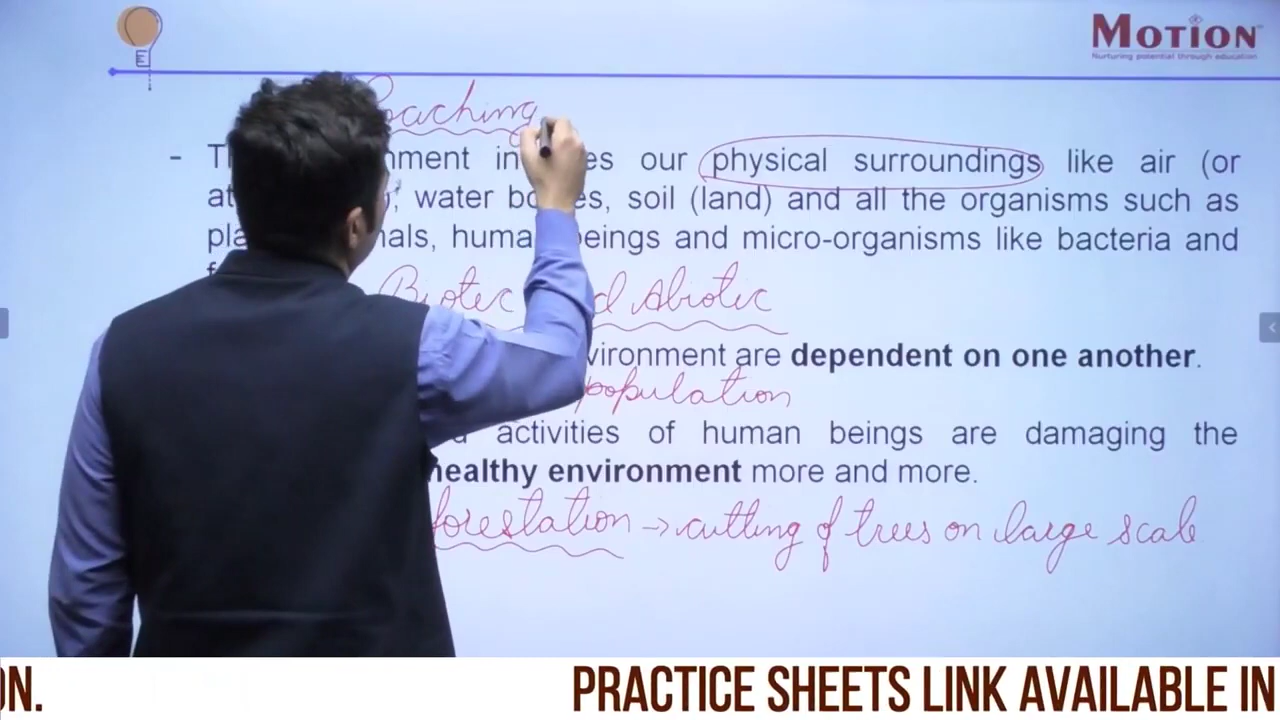 MOTION
Nurturing potential through education
oaching
- T nment in es our physical surroundings like air (or
at , water bo es, soil (land) and all the organisms such as
pla nals, human beings and micro-organisms like bacteria and
f
Biotic d Abiotic
vironment are dependent on one another.
population
activities of human beings are damaging the
healthy environment more and more.
forestation → cutting of trees on large scale
ON. PRACTICE SHEETS LINK AVAILABLE IN